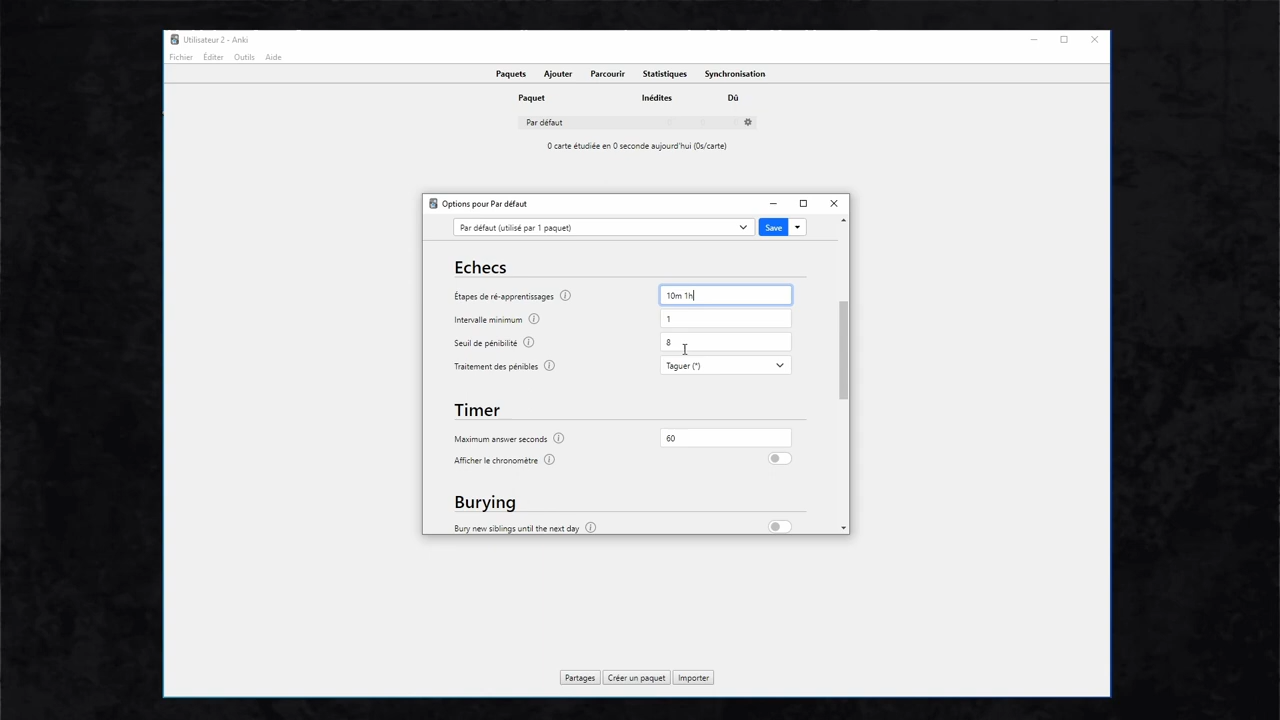 Utilisateur 2 - Anki
Fichier Éditer Outils Aide
Paquets Ajouter Parcourir Statistiques Synchronisation
Paquet Inédites Dû
Par défaut
0 carte étudiée en 0 seconde aujourd'hui (0s/carte)
Options pour Par défaut
Par défaut (utilisé par 1 paquet) Save
Echecs
Étapes de ré-apprentissages 10m 1h
Intervalle minimum 1
Seuil de pénibilité 8
Traitement des pénibles Taguer (*)
Timer
Maximum answer seconds 60
Afficher le chronomètre
Burying
Bury new siblings until the next day
Partages Créer un paquet Importer